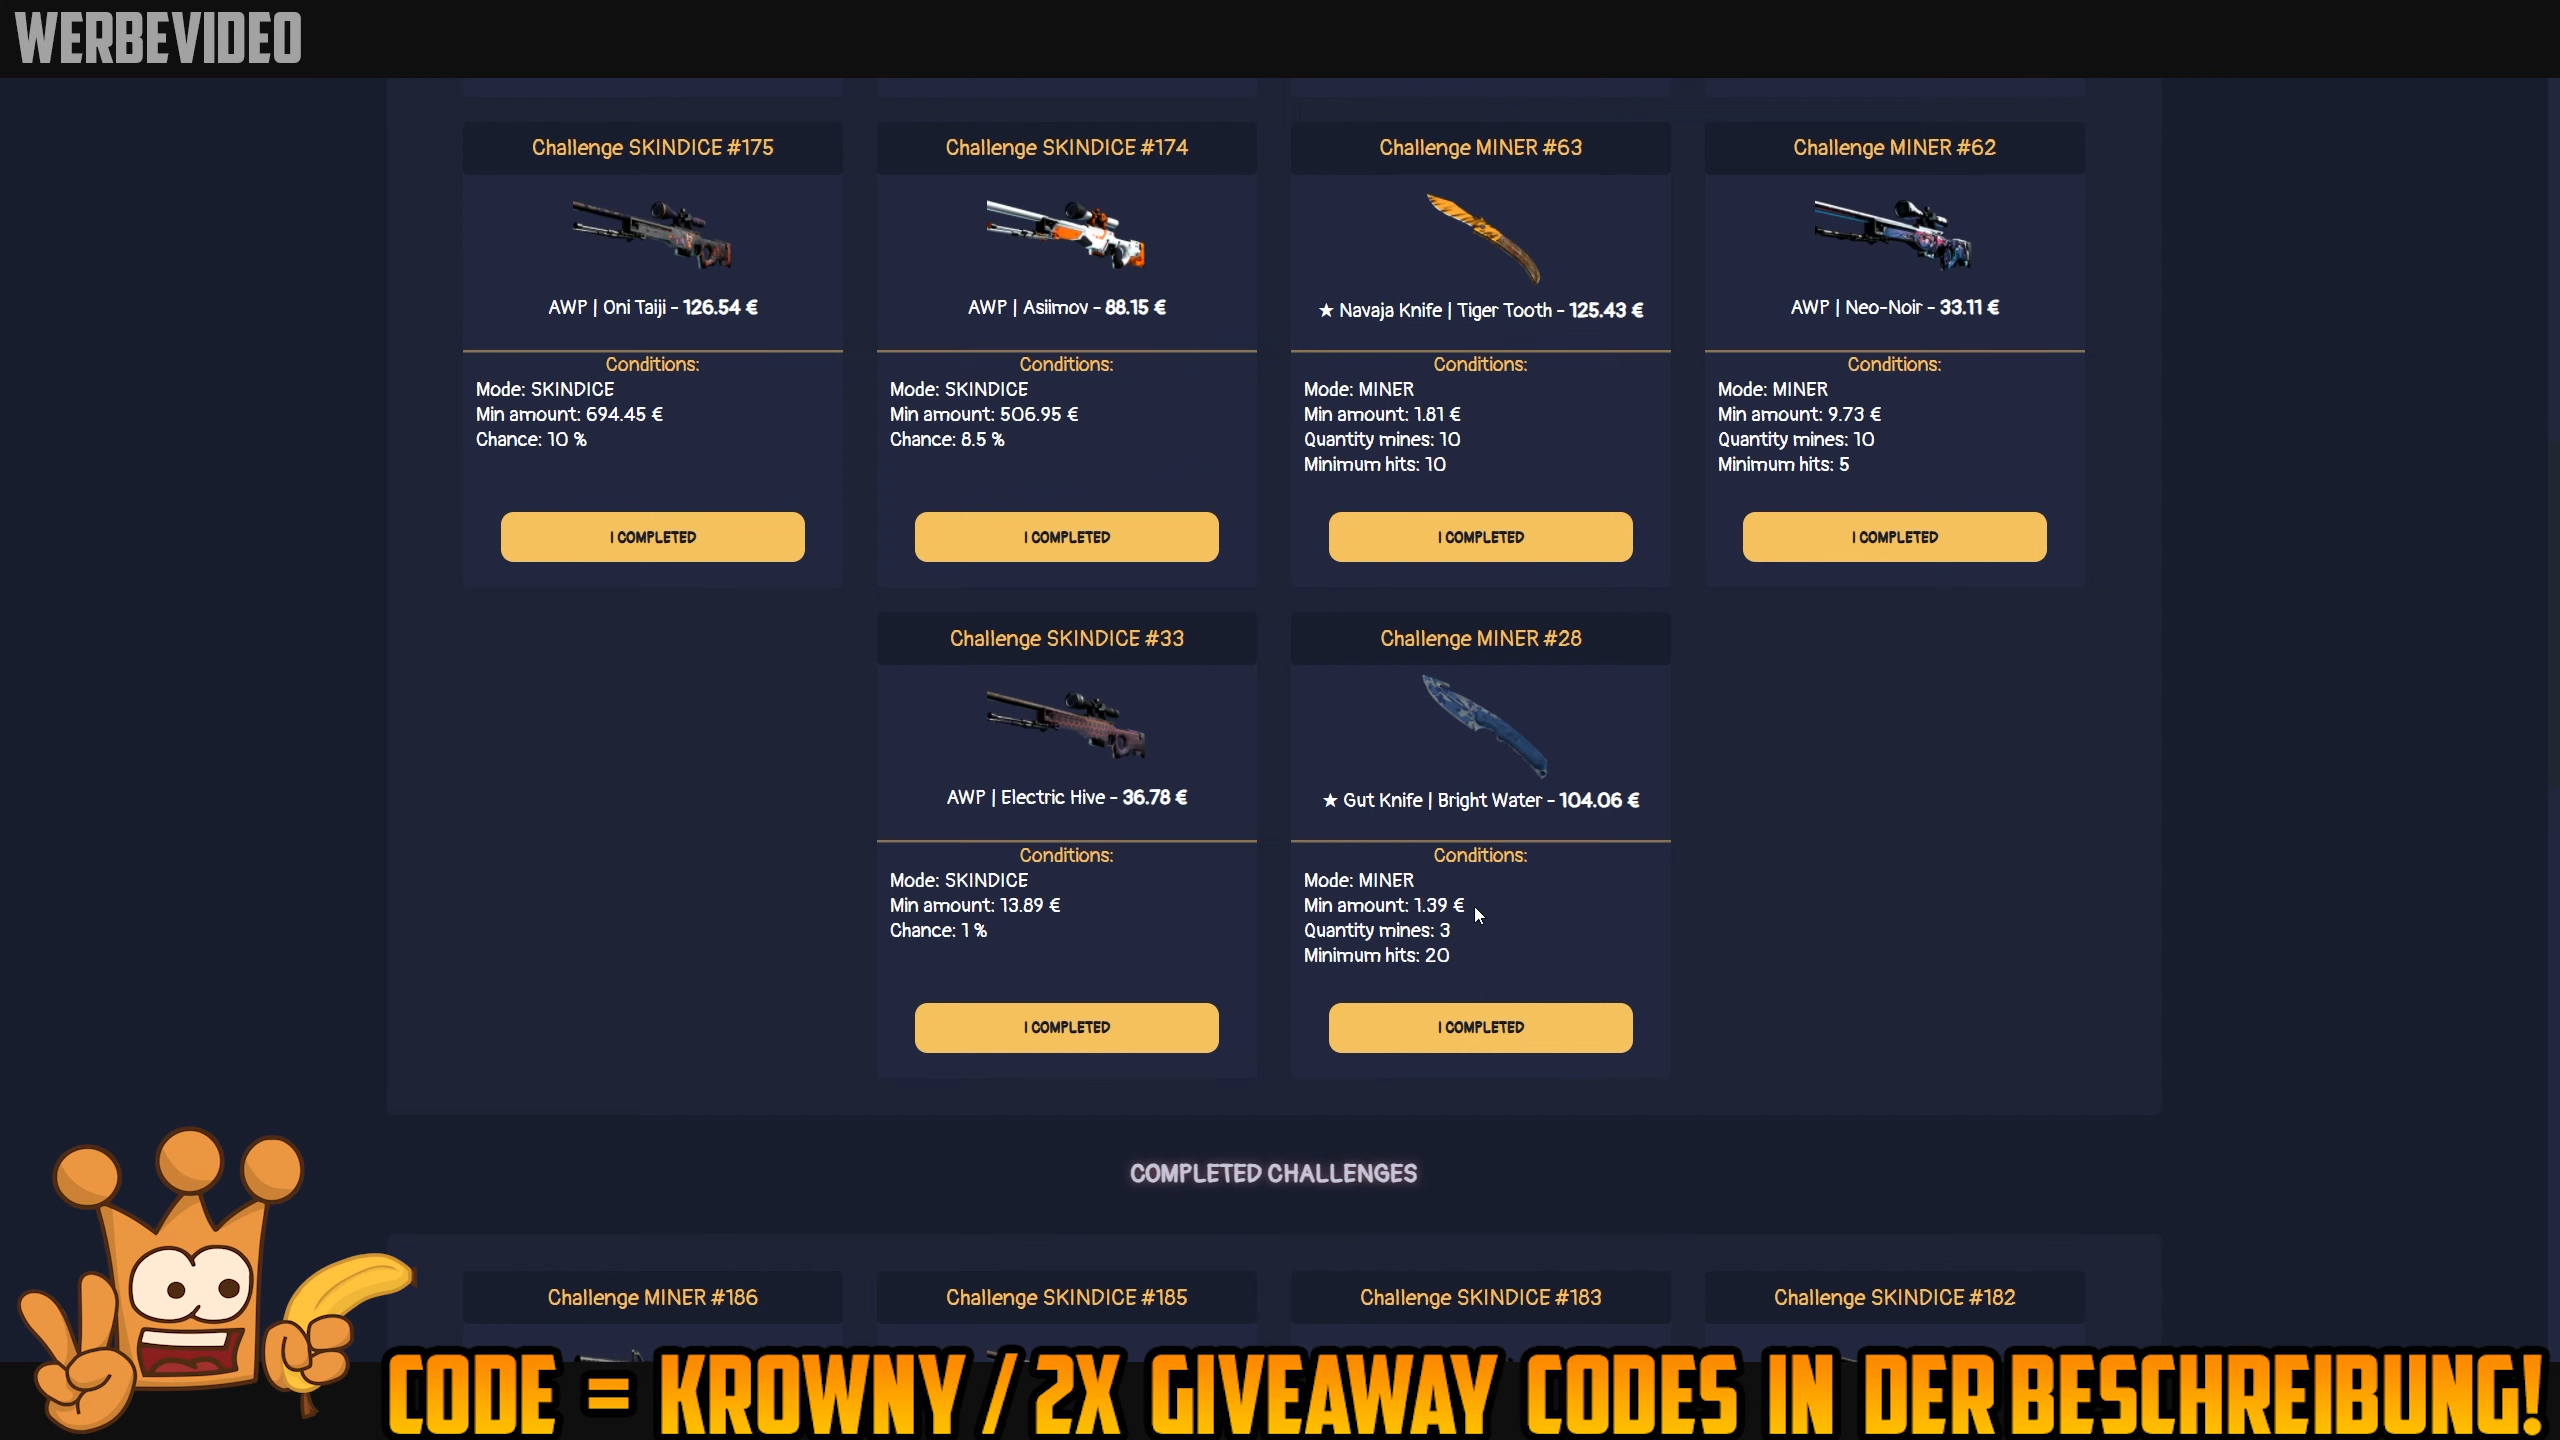 WERBEVIDEO
Challenge SKINDICE #175
AWP | Oni Taiji - 126.54 €
Conditions:
Mode: SKINDICE
Min amount: 694.45 €
Chance: 10 %
I COMPLETED
Challenge SKINDICE #174
AWP | Asiimov - 88.15 €
Conditions:
Mode: SKINDICE
Min amount: 506.95 €
Chance: 8.5 %
I COMPLETED
Challenge MINER #63
★ Navaja Knife | Tiger Tooth - 125.43 €
Conditions:
Mode: MINER
Min amount: 1.81 €
Quantity mines: 10
Minimum hits: 10
I COMPLETED
Challenge MINER #62
AWP | Neo-Noir - 33.11 €
Conditions:
Mode: MINER
Min amount: 9.73 €
Quantity mines: 10
Minimum hits: 5
I COMPLETED
Challenge SKINDICE #33
AWP | Electric Hive - 36.78 €
Conditions:
Mode: SKINDICE
Min amount: 13.89 €
Chance: 1 %
I COMPLETED
Challenge MINER #28
★ Gut Knife | Bright Water - 104.06 €
Conditions:
Mode: MINER
Min amount: 1.39 €
Quantity mines: 3
Minimum hits: 20
I COMPLETED
COMPLETED CHALLENGES
Challenge MINER #186
Challenge SKINDICE #185
Challenge SKINDICE #183
Challenge SKINDICE #182
CODE = KROWNY / 2X GIVEAWAY CODES IN DER BESCHREIBUNG!